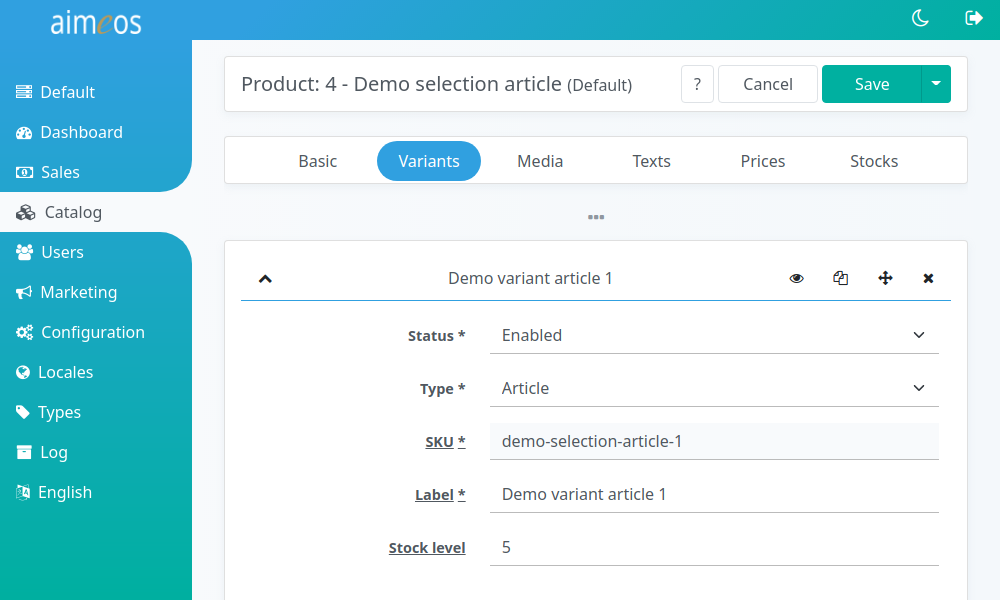 aimeos
Default
Dashboard
Sales
Catalog
Users
Marketing
Configuration
Locales
Types
Log
English
Product: 4 - Demo selection article (Default)
?
Cancel
Save
Basic
Variants
Media
Texts
Prices
Stocks
Demo variant article 1
Status * Enabled
Type * Article
SKU * demo-selection-article-1
Label * Demo variant article 1
Stock level 5